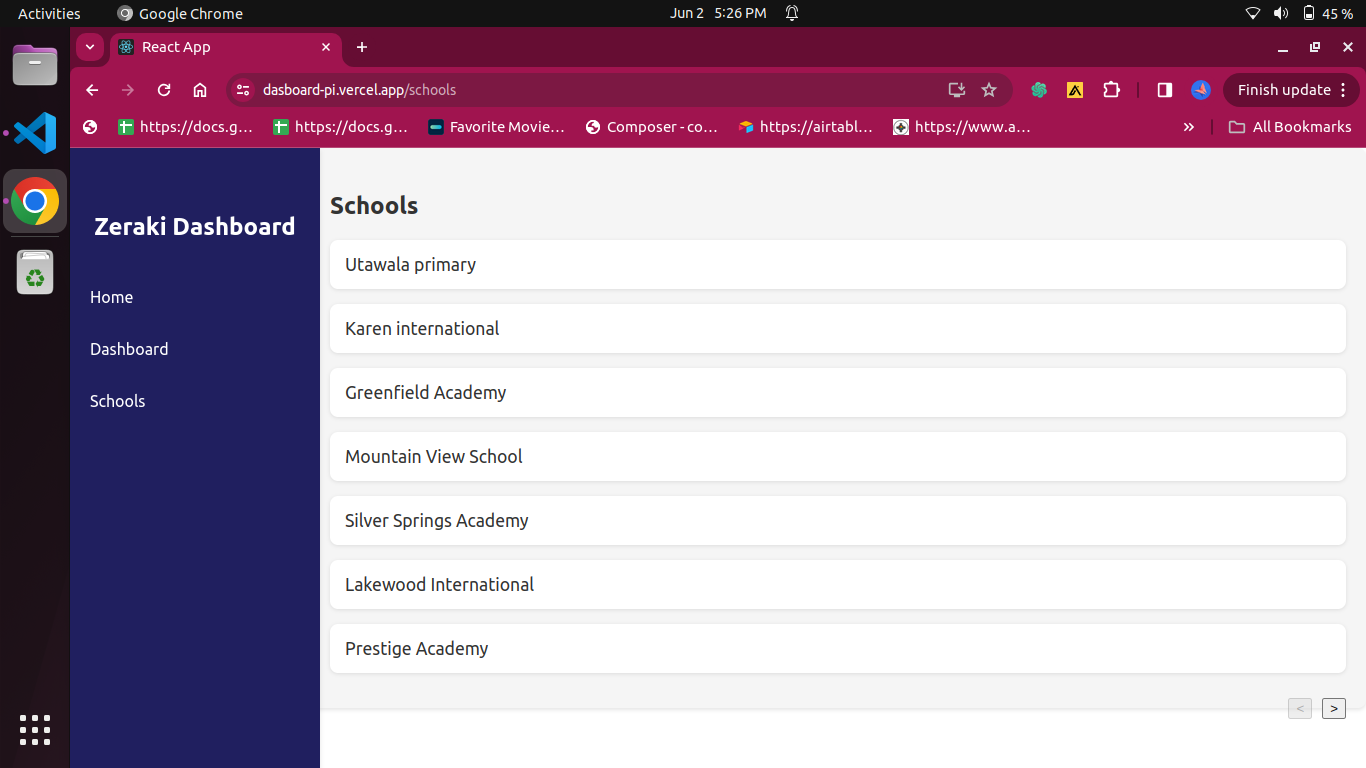 Activities Google Chrome Jun 2 5:26 PM 45 %
React App
dasboard-pi.vercel.app/schools Finish update
https://docs.g... https://docs.g... Favorite Movie... Composer - co... https://airtabl... https://www.a... All Bookmarks
Zeraki Dashboard
Home
Dashboard
Schools
Schools
Utawala primary
Karen international
Greenfield Academy
Mountain View School
Silver Springs Academy
Lakewood International
Prestige Academy
< >